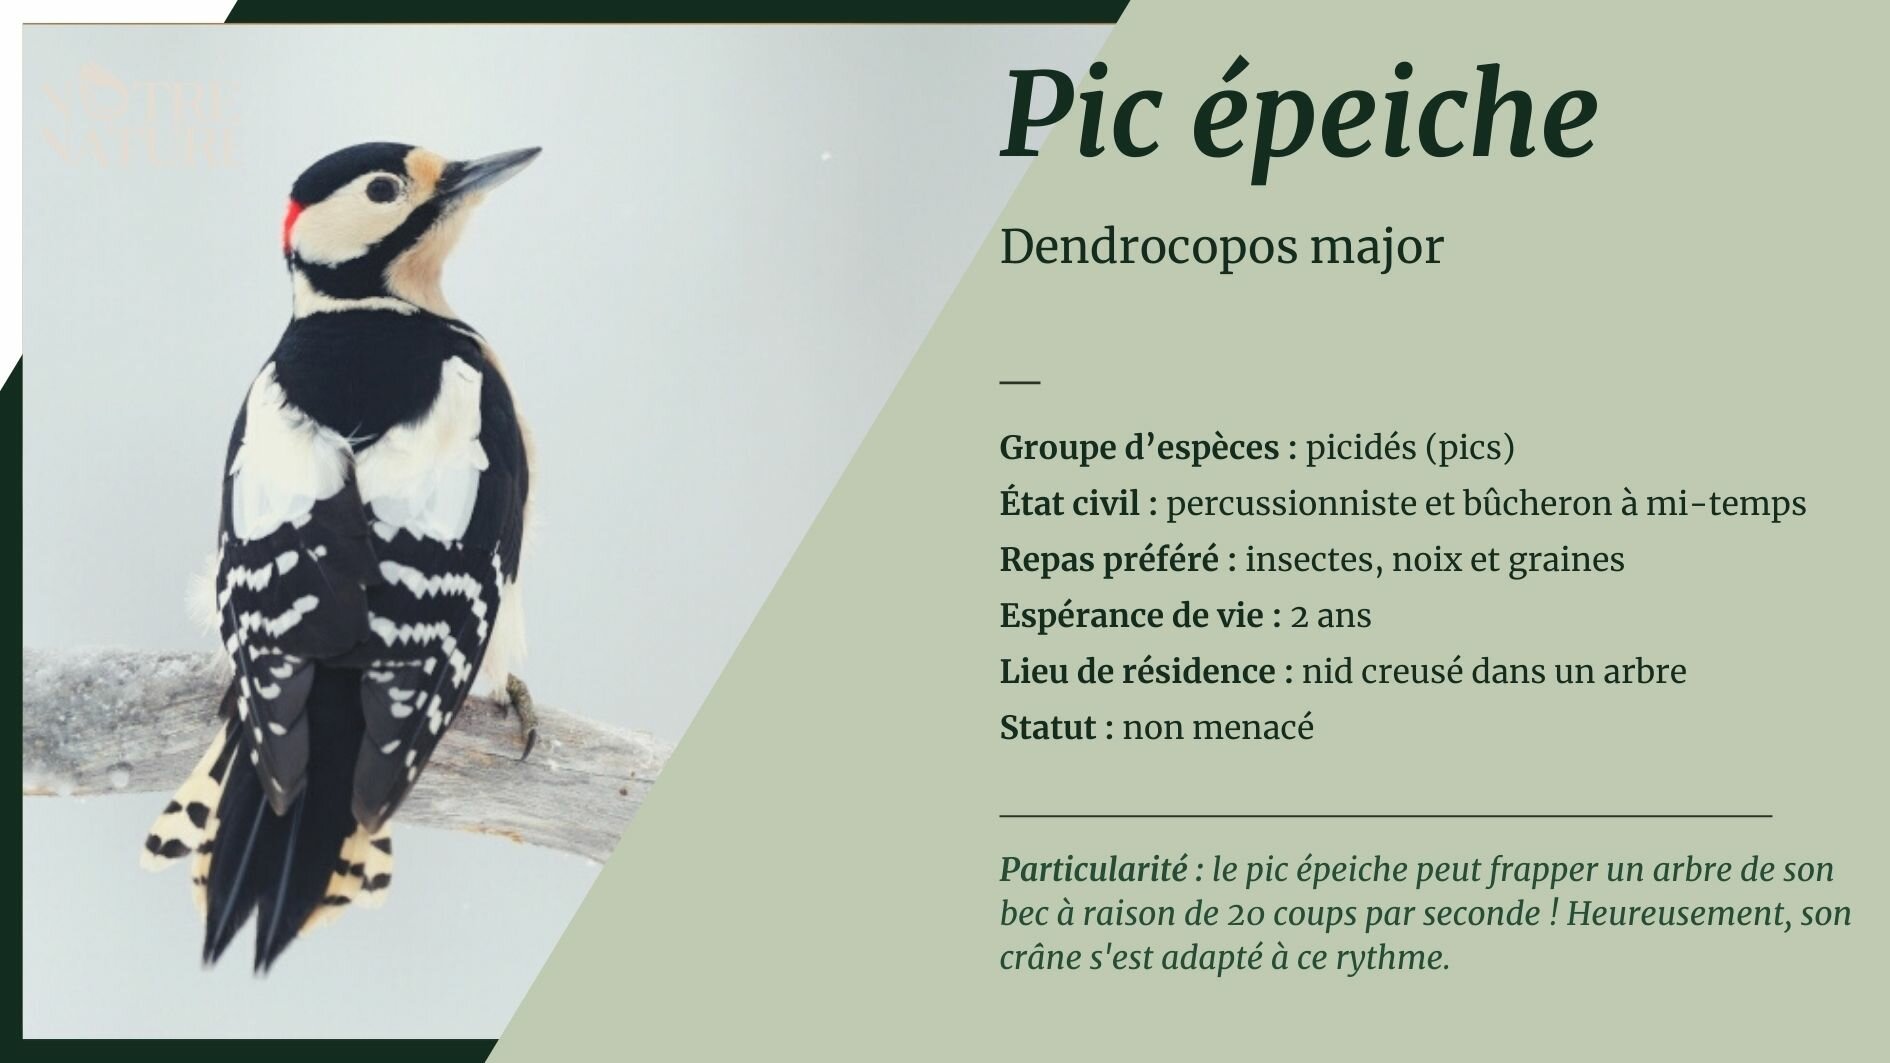 NOTRE
NATURE
Pic épeiche
Dendrocopos major
Groupe d’espèces : picidés (pics)
État civil : percussionniste et bûcheron à mi-temps
Repas préféré : insectes, noix et graines
Espérance de vie : 2 ans
Lieu de résidence : nid creusé dans un arbre
Statut : non menacé
Particularité : le pic épeiche peut frapper un arbre de son
bec à raison de 20 coups par seconde ! Heureusement, son
crâne s'est adapté à ce rythme.